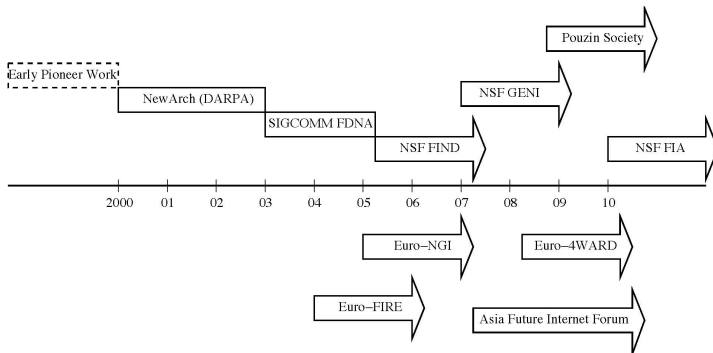 Pouzin Society
Early Pioneer Work
NewArch (DARPA)
NSF GENI
SIGCOMM FDNA
NSF FIND
NSF FIA
2000 01 02 03 04 05 06 07 08 09 10
Euro−NGI
Euro−4WARD
Euro−FIRE
Asia Future Internet Forum